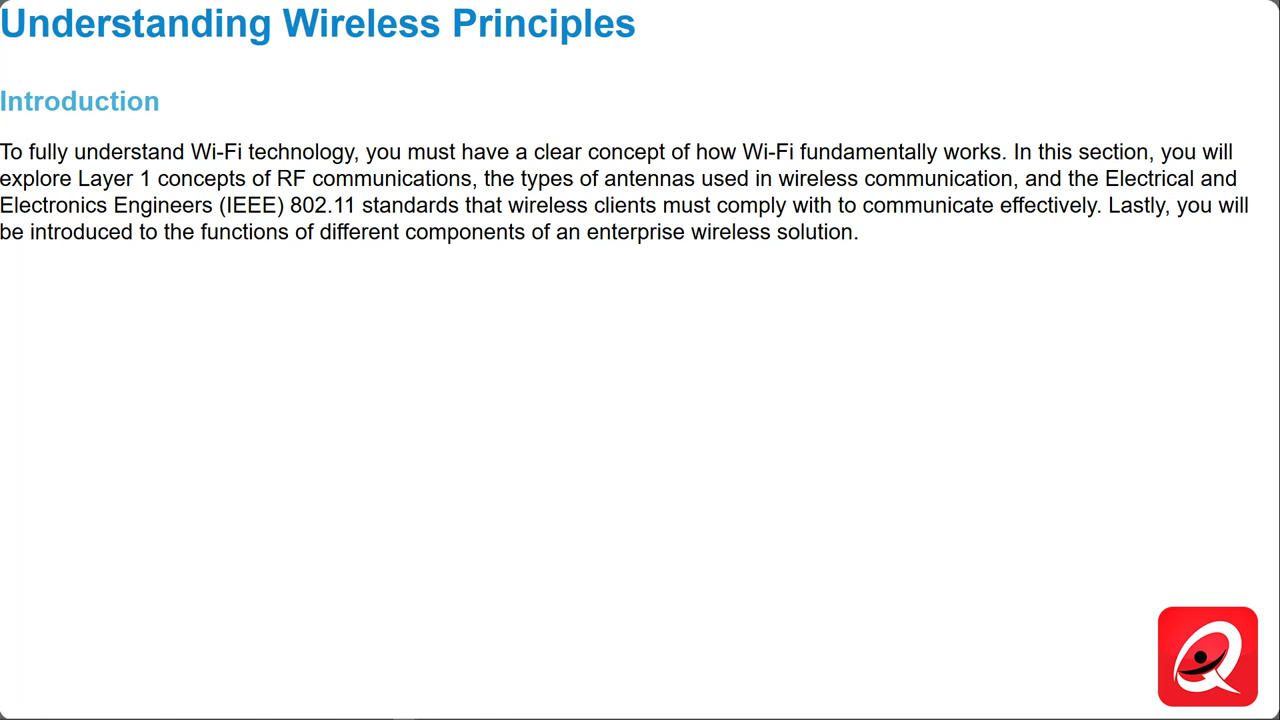 Understanding Wireless Principles
Introduction
To fully understand Wi-Fi technology, you must have a clear concept of how Wi-Fi fundamentally works. In this section, you will
explore Layer 1 concepts of RF communications, the types of antennas used in wireless communication, and the Electrical and
Electronics Engineers (IEEE) 802.11 standards that wireless clients must comply with to communicate effectively. Lastly, you will
be introduced to the functions of different components of an enterprise wireless solution.